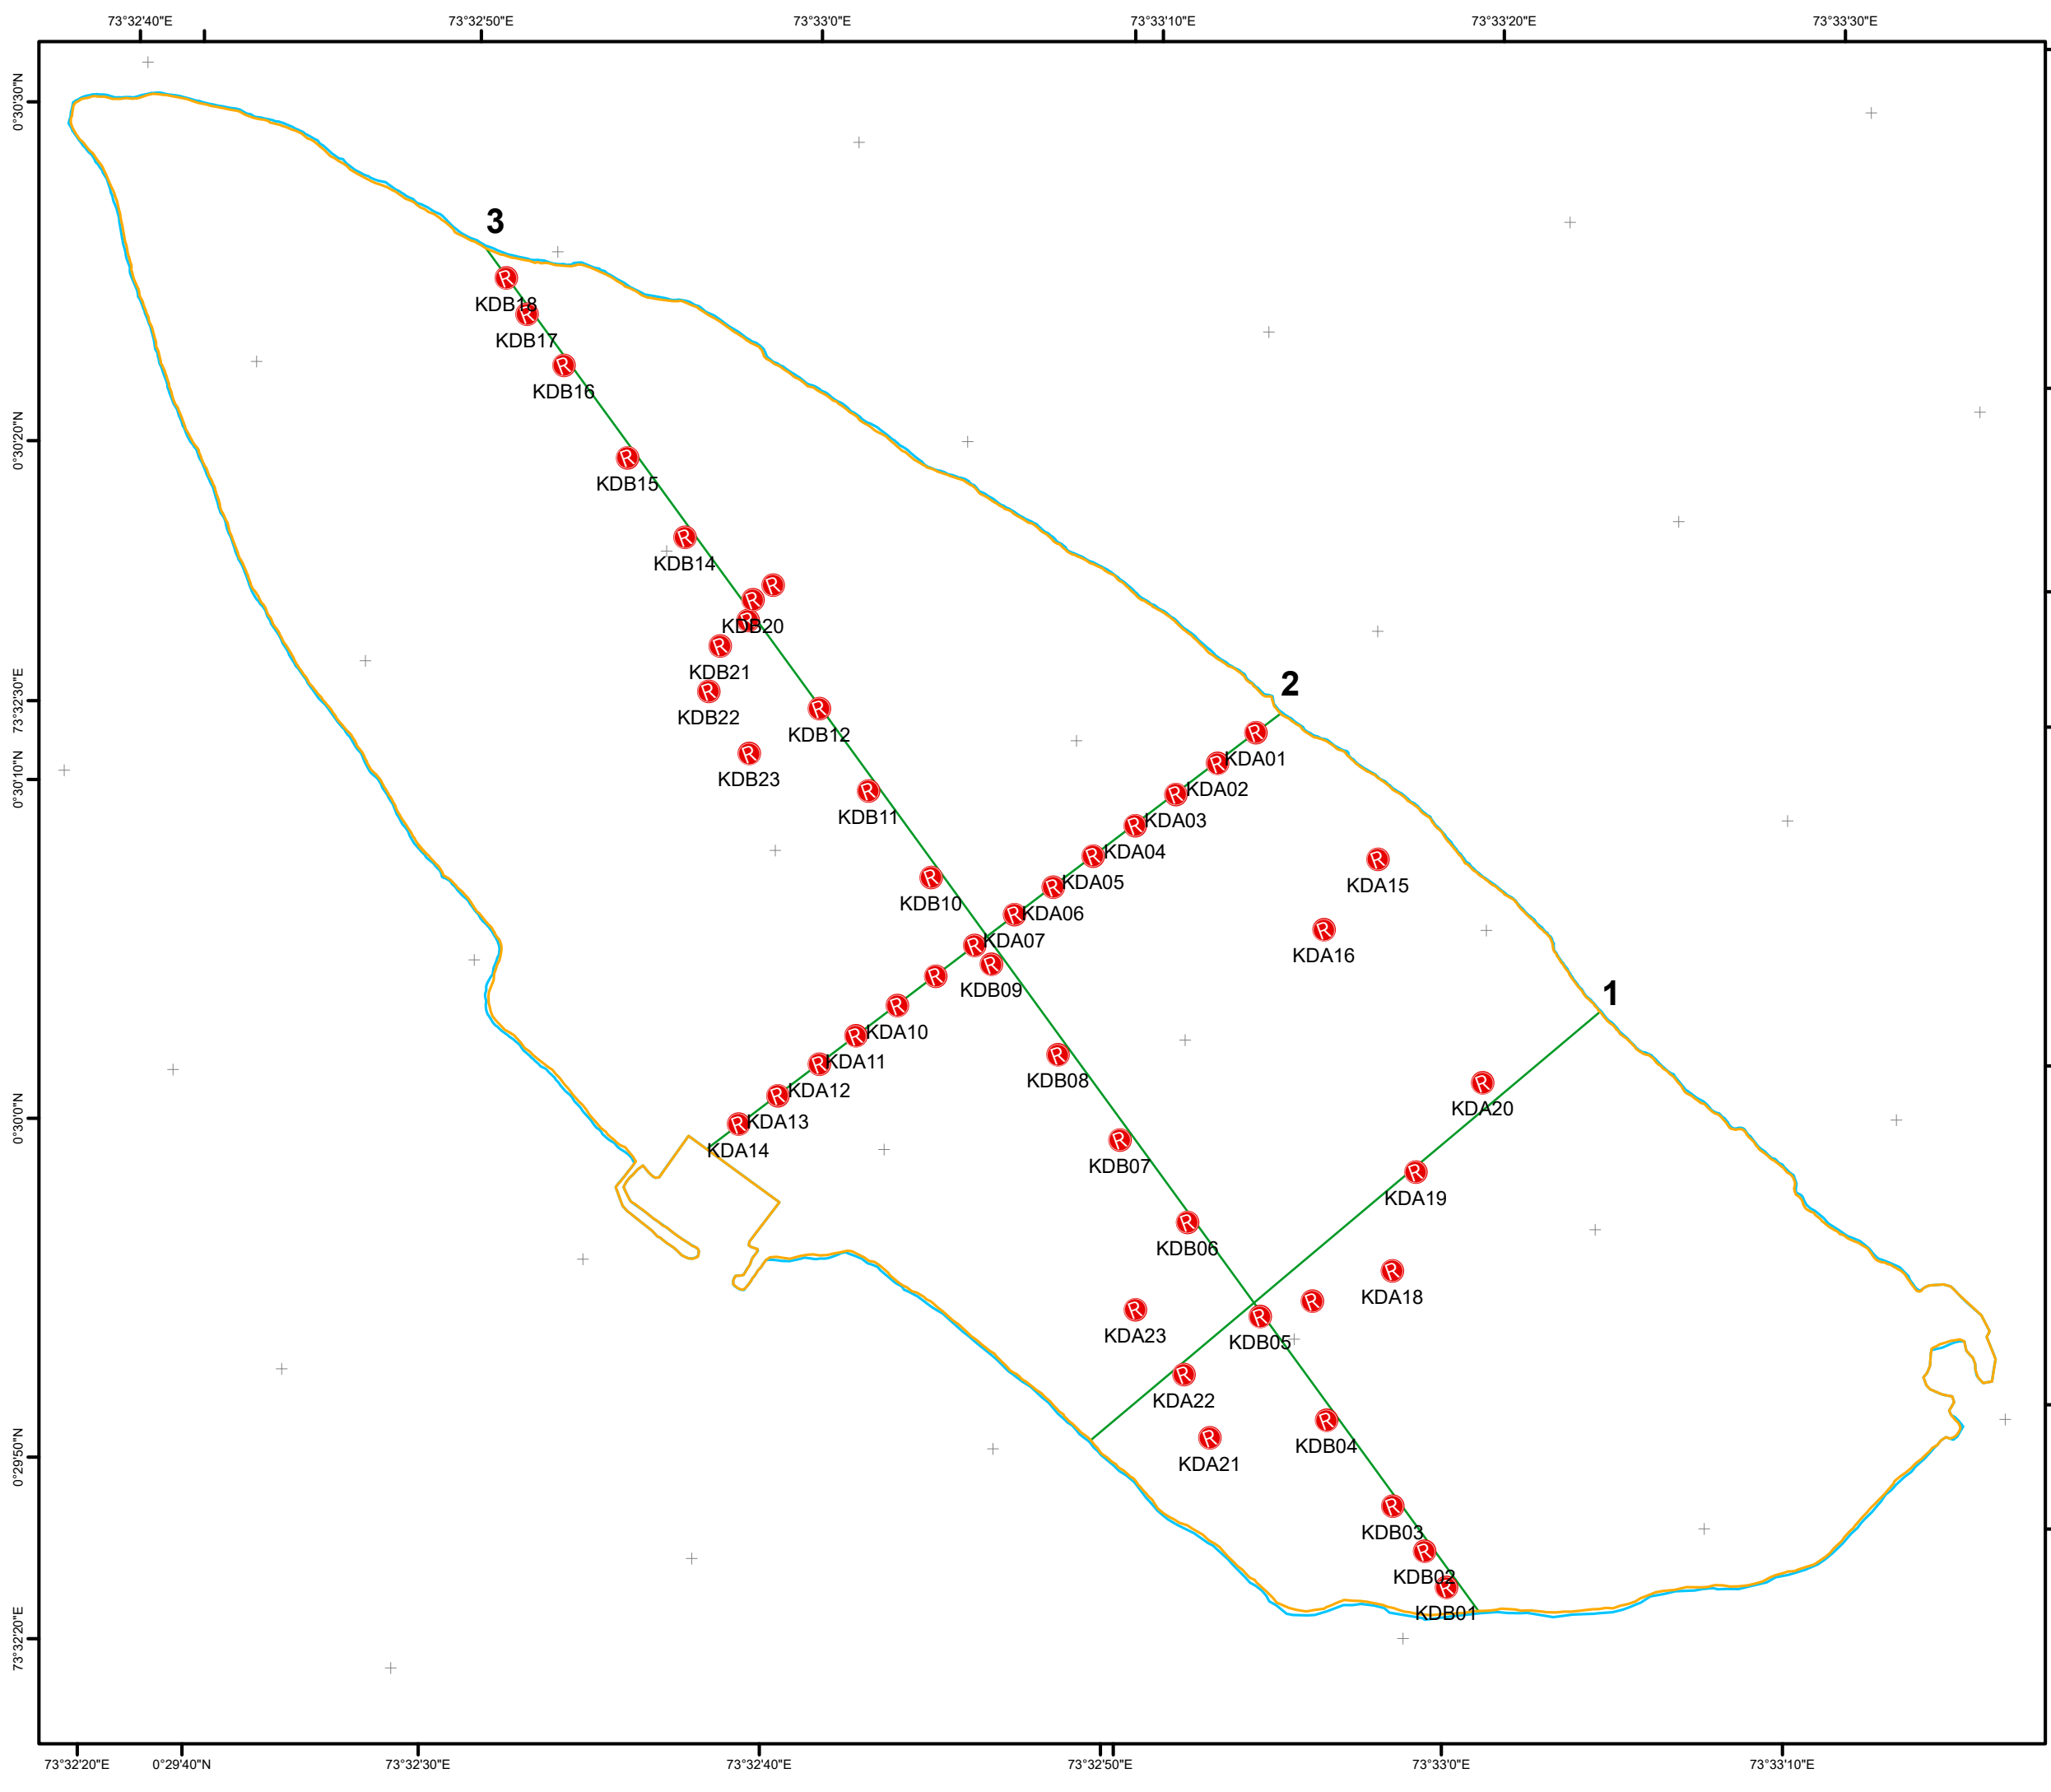 73°32'40"E
73°32'50"E
73°33'0"E
73°33'10"E
73°33'20"E
73°33'30"E
0°30'30"N
3
R
KDB18
R
KDB17
R
KDB16
0°30'20"N
R
KDB15
R
KDB14
R
R
R
KDB20
R
KDB21
2
73°32'30"E
R
KDB22
R
KDB12
R
KDA01
R
KDB23
0°30'10"N
R
KDA02
R
KDB11
R
KDA03
R
KDA04
R
KDA15
R
KDA05
R
KDB10
R
KDA06
R
KDA07
R
KDA16
R
R
KDB09
R
1
R
KDA10
R
KDA11
R
KDB08
R
KDA12
R
KDA20
R
KDA13
0°30'0"N
R
KDA14
R
KDB07
R
KDA19
R
KDB06
R
KDA18
R
R
KDA23
R
KDB05
R
KDA22
R
KDB04
R
KDA21
0°29'50"N
R
KDB03
R
KDB02
R
KDB01
73°32'20"E
73°32'20"E
0°29'40"N
73°32'30"E
73°32'40"E
73°32'50"E
73°33'0"E
73°33'10"E